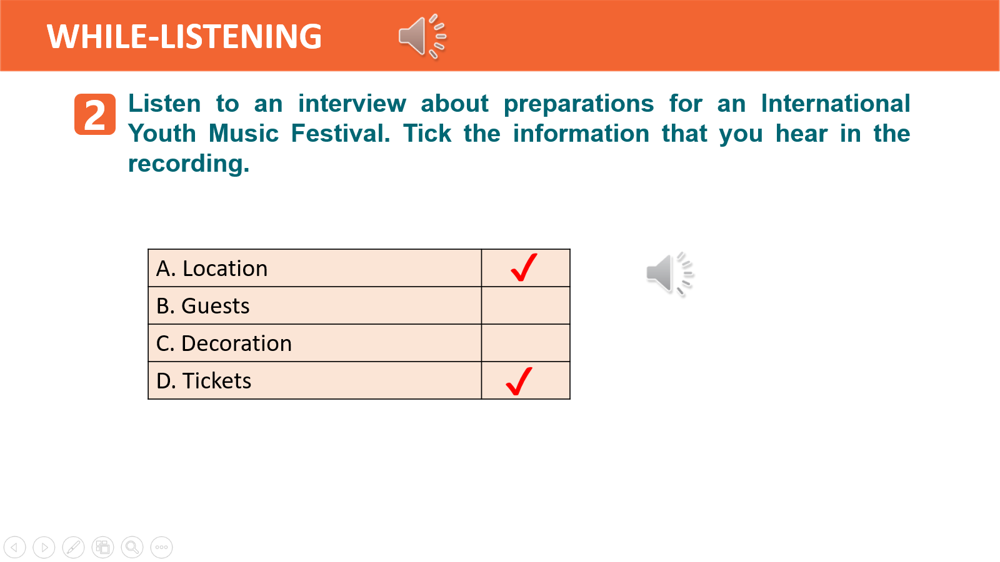 WHILE-LISTENING
2
Listen to an interview about preparations for an International
Youth Music Festival. Tick the information that you hear in the
recording.
A. Location ✓
B. Guests
C. Decoration
D. Tickets ✓